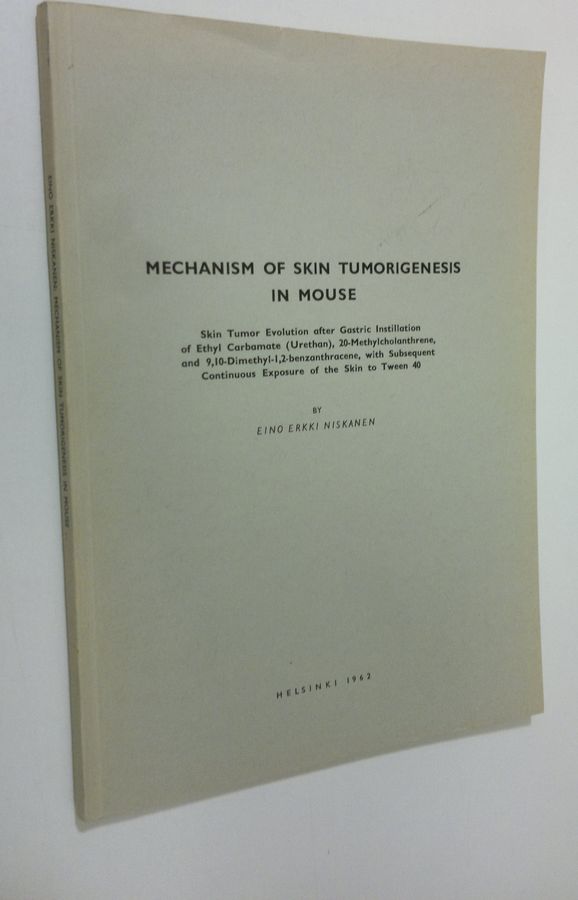 MECHANISM OF SKIN TUMORIGENESIS
IN MOUSE
Skin Tumor Evolution after Gastric Instillation
of Ethyl Carbamate (Urethan), 20-Methylcholanthrene,
and 9,10-Dimethyl-1,2-benzanthracene, with Subsequent
Continuous Exposure of the Skin to Tween 40
BY
EINO ERKKI NISKANEN
HELSINKI 1962
EINO ERKKI NISKANEN: MECHANISM OF SKIN TUMORIGENESIS IN MOUSE